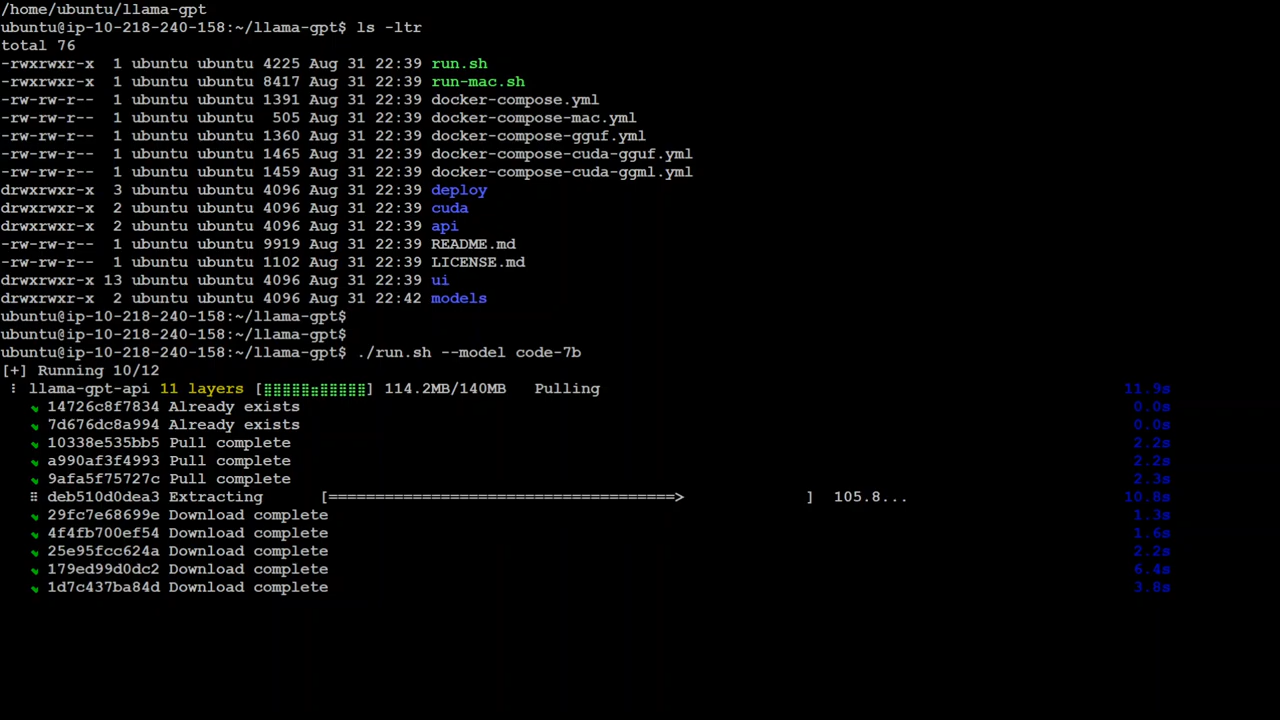 /home/ubuntu/llama-gpt
ubuntu@ip-10-218-240-158:~/llama-gpt$ ls -ltr
total 76
-rwxrwxr-x  1 ubuntu ubuntu 4225 Aug 31 22:39 run.sh
-rwxrwxr-x  1 ubuntu ubuntu 8417 Aug 31 22:39 run-mac.sh
-rw-rw-r--  1 ubuntu ubuntu 1391 Aug 31 22:39 docker-compose.yml
-rw-rw-r--  1 ubuntu ubuntu  505 Aug 31 22:39 docker-compose-mac.yml
-rw-rw-r--  1 ubuntu ubuntu 1360 Aug 31 22:39 docker-compose-gguf.yml
-rw-rw-r--  1 ubuntu ubuntu 1465 Aug 31 22:39 docker-compose-cuda-gguf.yml
-rw-rw-r--  1 ubuntu ubuntu 1459 Aug 31 22:39 docker-compose-cuda-ggml.yml
drwxrwxr-x  3 ubuntu ubuntu 4096 Aug 31 22:39 deploy
drwxrwxr-x  2 ubuntu ubuntu 4096 Aug 31 22:39 cuda
drwxrwxr-x  2 ubuntu ubuntu 4096 Aug 31 22:39 api
-rw-rw-r--  1 ubuntu ubuntu 9919 Aug 31 22:39 README.md
-rw-rw-r--  1 ubuntu ubuntu 1102 Aug 31 22:39 LICENSE.md
drwxrwxr-x 13 ubuntu ubuntu 4096 Aug 31 22:39 ui
drwxrwxr-x  2 ubuntu ubuntu 4096 Aug 31 22:42 models
ubuntu@ip-10-218-240-158:~/llama-gpt$
ubuntu@ip-10-218-240-158:~/llama-gpt$
ubuntu@ip-10-218-240-158:~/llama-gpt$ ./run.sh --model code-7b
[+] Running 10/12
⠇ llama-gpt-api 11 layers [⣿⣿⣿⣿⣿⣶⣿⣿⣿⣿⣿] 114.2MB/140MB   Pulling 11.9s
✔ 14726c8f7834 Already exists 0.0s
✔ 7d676dc8a994 Already exists 0.0s
✔ 10338e535bb5 Pull complete 2.2s
✔ a990af3f4993 Pull complete 2.2s
✔ 9afa5f75727c Pull complete 2.3s
⠿ deb510d0dea3 Extracting      [=====================================>             ]  105.8... 10.8s
✔ 29fc7e68699e Download complete 1.3s
✔ 4f4fb700ef54 Download complete 1.6s
✔ 25e95fcc624a Download complete 2.2s
✔ 179ed99d0dc2 Download complete 6.4s
✔ 1d7c437ba84d Download complete 3.8s